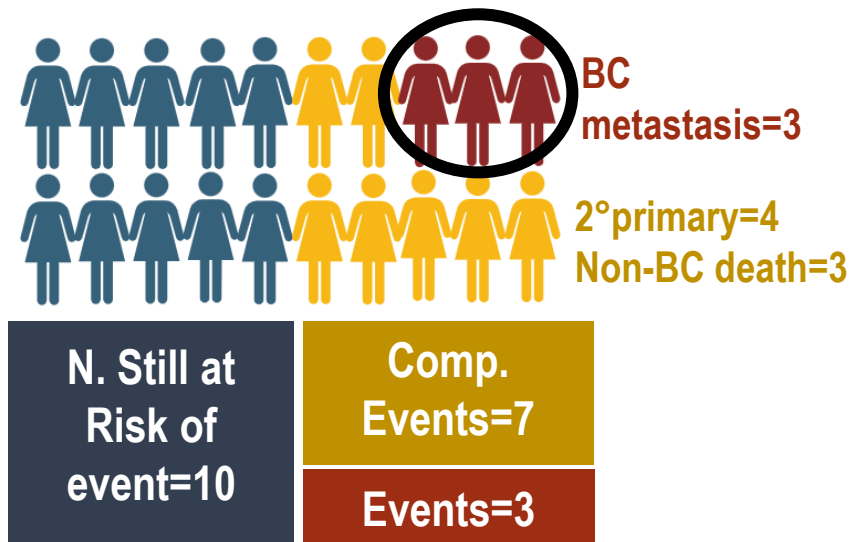 BC
metastasis=3
2°primary=4
Non-BC death=3
N. Still at
Risk of
event=10
Comp.
Events=7
Events=3